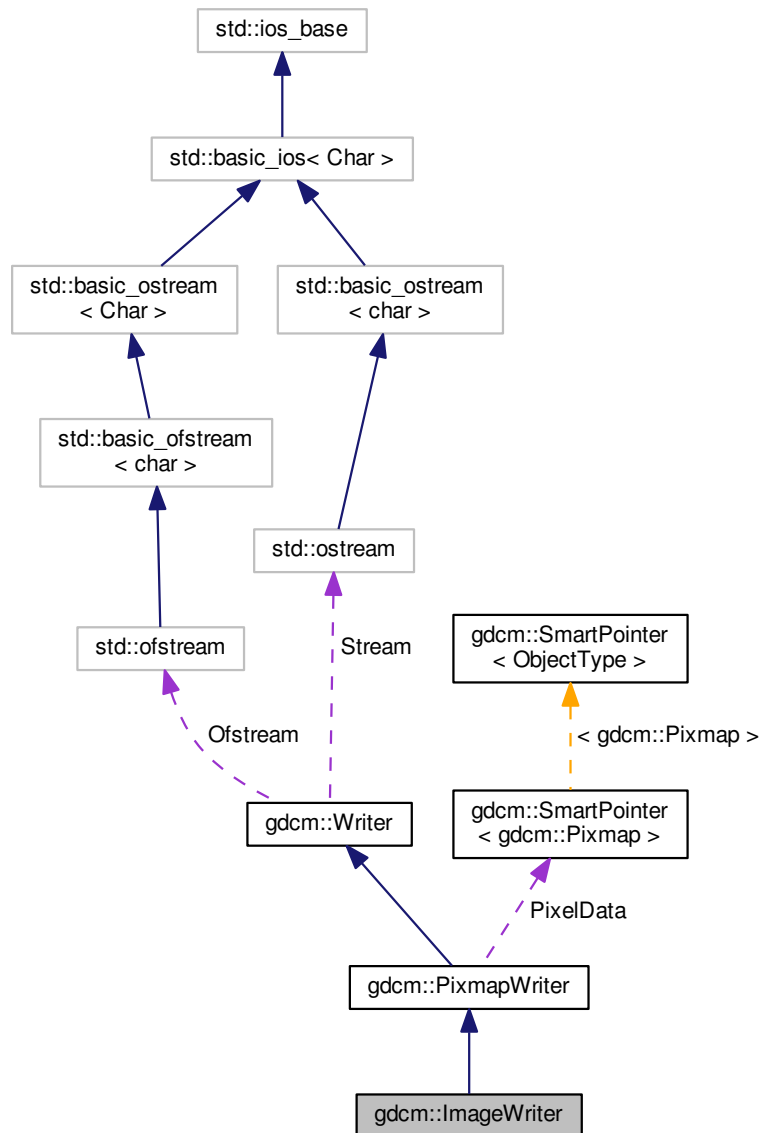 std::ios_base
std::basic_ios< Char >
std::basic_ostream
< Char >
std::basic_ostream
< char >
std::basic_ofstream
< char >
std::ostream
std::ofstream
Stream
gdcm::SmartPointer
< ObjectType >
Ofstream
< gdcm::Pixmap >
gdcm::Writer
gdcm::SmartPointer
< gdcm::Pixmap >
PixelData
gdcm::PixmapWriter
gdcm::ImageWriter